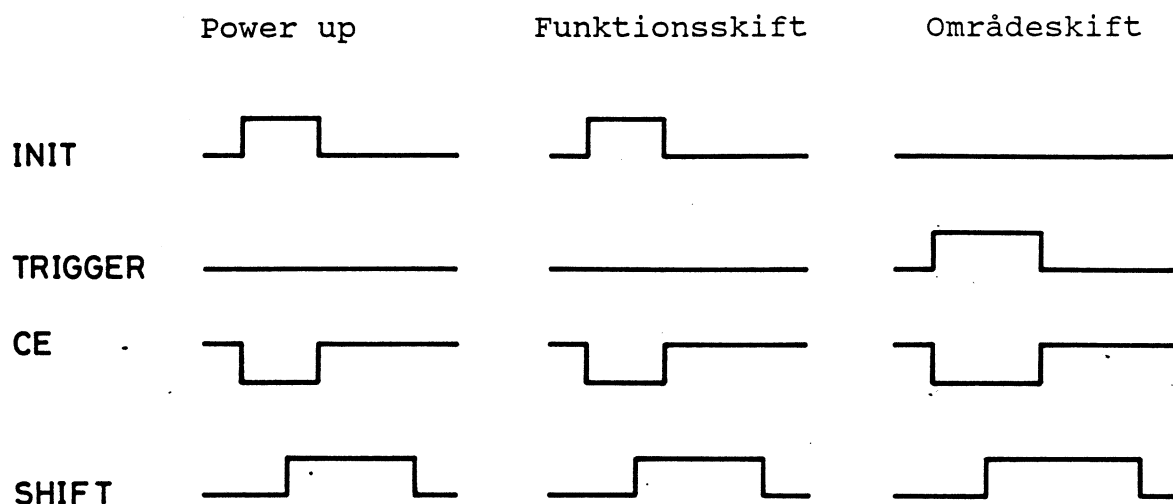 Power up Funktionsskift Områdeskift
INIT
TRIGGER
CE
SHIFT